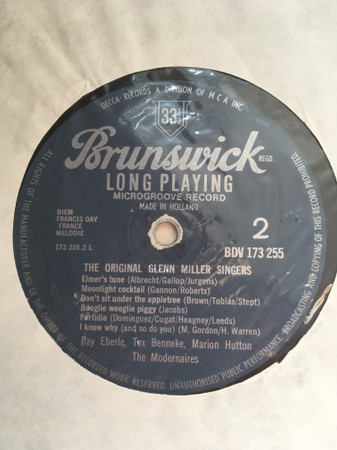 DECCA RECORDS A DIVISION OF M C A INC
33⅓
Brunswick
REGD.
LONG PLAYING
MICROGROOVE RECORD
MADE IN HOLLAND
BIEM
FRANCIS DAY
FRANCE
MELODIE
173 255.2 L
2
BDV 173 255
THE ORIGINAL GLENN MILLER SINGERS
Elmer's tune (Albrecht/Gallop/Jurgens)
Moonlight cocktail (Gannon/Roberts)
Don't sit under the appletree (Brown/Tobias/Stept)
Booglie wooglie piggy (Jacobs)
Perfidia (Dominguez/Cugat/Heagney/Leeds)
I know why (and so do you) (M. Gordon/H. Warren)
Ray Eberle, Tex Benneke, Marion Hutton
The Modernaires
ALL RIGHTS OF THE MANUFACTURER AND OF THE OWNER OF THE RECORDED WORK RESERVED. UNAUTHORISED PUBLIC PERFORMANCE, BROADCASTING AND COPYING OF THIS RECORD PROHIBITED